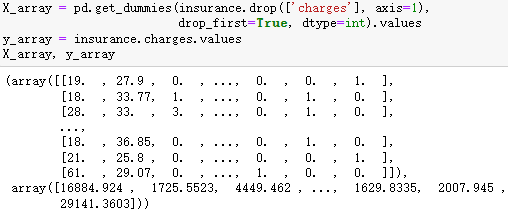 X_array = pd.get_dummies(insurance.drop(['charges'], axis=1),
drop_first=True, dtype=int).values
y_array = insurance.charges.values
X_array, y_array
(array([[19.  , 27.9 ,  0.  , ...,  0.  ,  0.  ,  1.  ],
[18.  , 33.77,  1.  , ...,  0.  ,  1.  ,  0.  ],
[28.  , 33.  ,  3.  , ...,  0.  ,  1.  ,  0.  ],
...,
[18.  , 36.85,  0.  , ...,  0.  ,  1.  ,  0.  ],
[21.  , 25.8 ,  0.  , ...,  0.  ,  0.  ,  1.  ],
[61.  , 29.07,  0.  , ...,  1.  ,  0.  ,  0.  ]]),
array([16884.924 ,  1725.5523,  4449.462 , ...,  1629.8335,  2007.945 ,
29141.3603]))